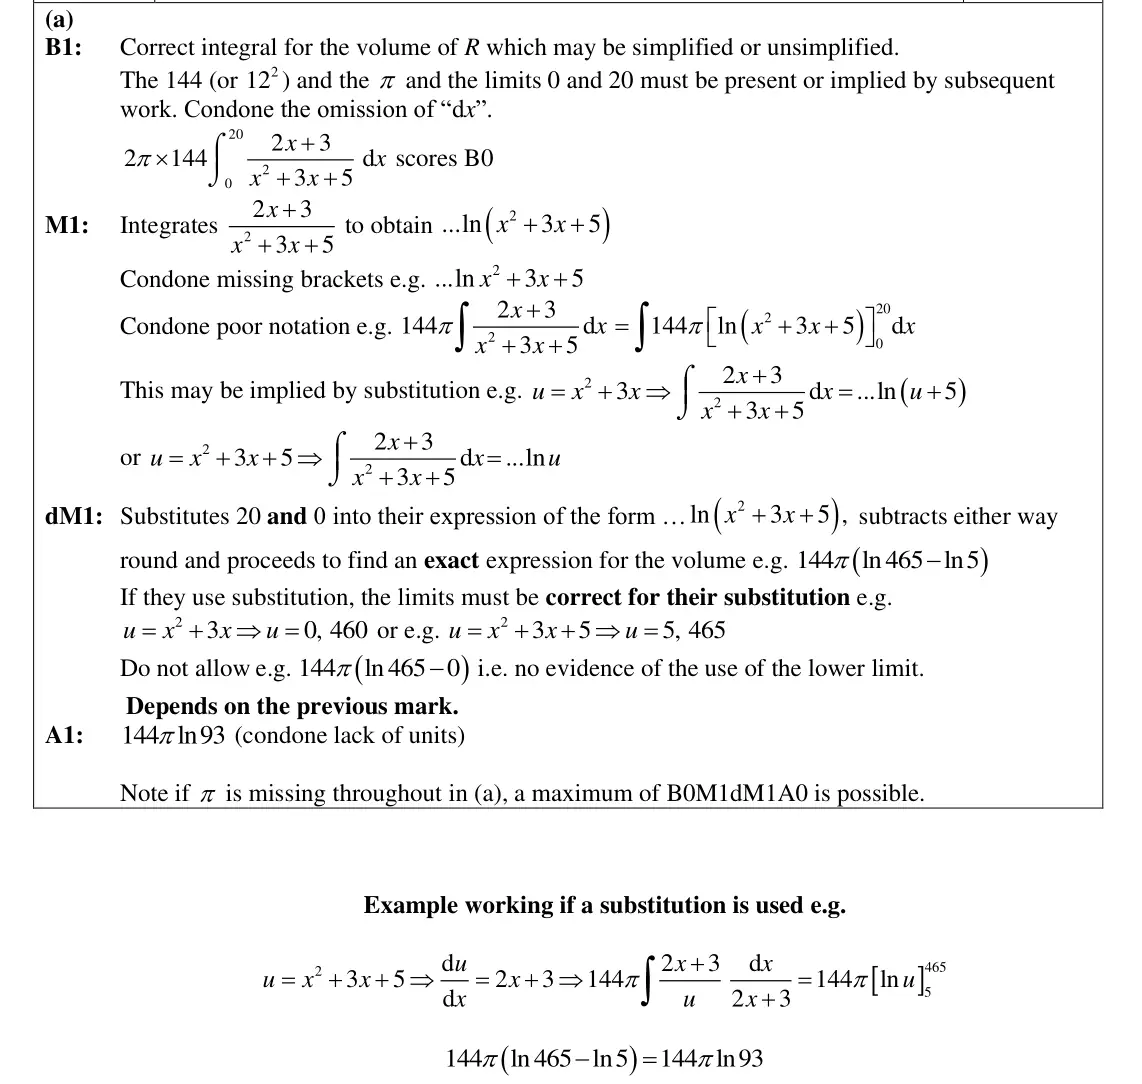 (a)
B1: Correct integral for the volume of R which may be simplified or unsimplified.
The 144 (or 12²) and the π and the limits 0 and 20 must be present or implied by subsequent
work. Condone the omission of “dx”.
2π×144∫₀²⁰ (2x+3)/(x²+3x+5) dx scores B0
M1: Integrates (2x+3)/(x²+3x+5) to obtain ...ln(x²+3x+5)
Condone missing brackets e.g. ...ln x²+3x+5
Condone poor notation e.g. 144π∫(2x+3)/(x²+3x+5)dx = ∫144π[ln(x²+3x+5)]₀²⁰dx
This may be implied by substitution e.g. u = x²+3x ⇒ ∫(2x+3)/(x²+3x+5)dx = ...ln(u+5)
or u = x²+3x+5 ⇒ ∫(2x+3)/(x²+3x+5)dx = ...ln u
dM1: Substitutes 20 and 0 into their expression of the form … ln(x²+3x+5), subtracts either way
round and proceeds to find an exact expression for the volume e.g. 144π(ln 465−ln 5)
If they use substitution, the limits must be correct for their substitution e.g.
u = x²+3x ⇒ u = 0, 460 or e.g. u = x²+3x+5 ⇒ u = 5, 465
Do not allow e.g. 144π(ln 465−0) i.e. no evidence of the use of the lower limit.
Depends on the previous mark.
A1: 144π ln 93 (condone lack of units)
Note if π is missing throughout in (a), a maximum of B0M1dM1A0 is possible.
Example working if a substitution is used e.g.
u = x²+3x+5 ⇒ du/dx = 2x+3 ⇒ 144π∫(2x+3)/u dx/(2x+3) = 144π[ln u]₅⁴⁶⁵
144π(ln 465−ln 5) = 144π ln 93